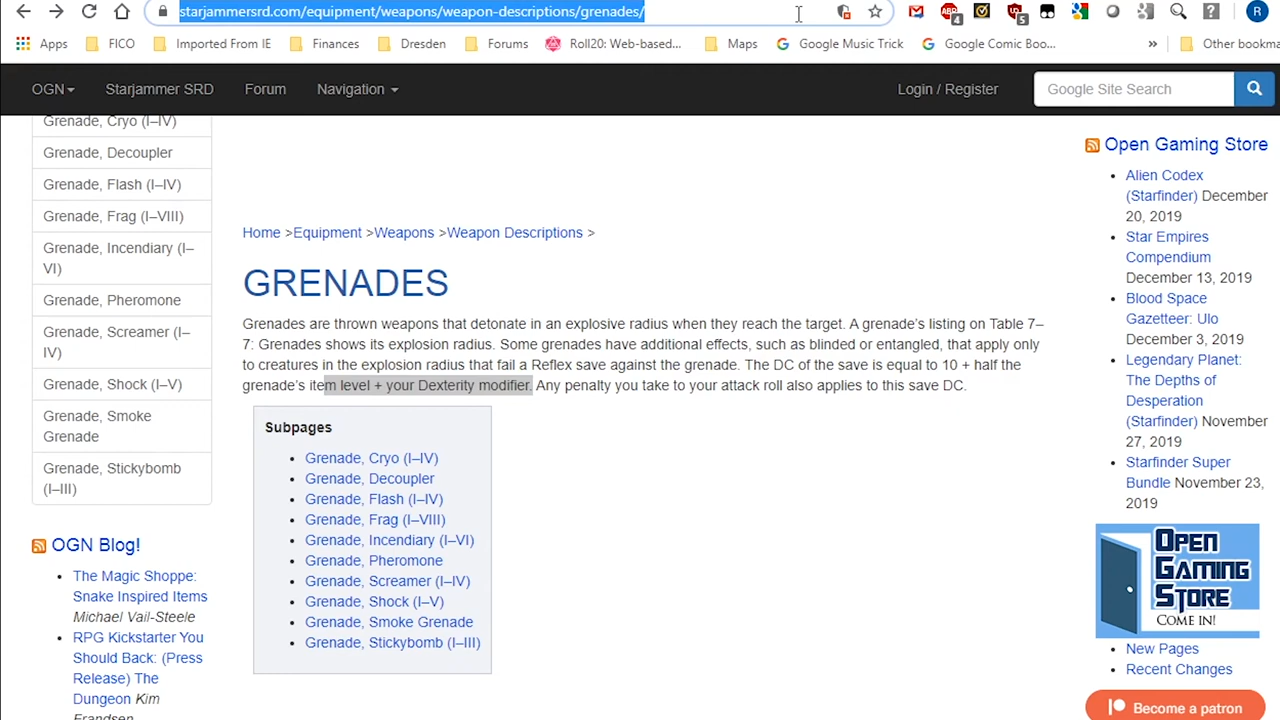 starjammersrd.com/equipment/weapons/weapon-descriptions/grenades/
4
5
R
Apps
FICO
Imported From IE
Finances
Dresden
Forums
Roll20: Web-based...
Maps
Google Music Trick
Google Comic Boo...
»
Other bookma
OGN
Starjammer SRD
Forum
Navigation
Login / Register
Google Site Search
Grenade, Cryo (I–IV)
Grenade, Decoupler
Grenade, Flash (I–IV)
Grenade, Frag (I–VIII)
Grenade, Incendiary (I–
VI)
Grenade, Pheromone
Grenade, Screamer (I–
IV)
Grenade, Shock (I–V)
Grenade, Smoke
Grenade
Grenade, Stickybomb
(I–III)
OGN Blog!
The Magic Shoppe:
Snake Inspired Items
Michael Vail-Steele
RPG Kickstarter You
Should Back: (Press
Release) The
Dungeon Kim
Frandsen
Home >Equipment >Weapons >Weapon Descriptions >
GRENADES
Grenades are thrown weapons that detonate in an explosive radius when they reach the target. A grenade's listing on Table 7–
7: Grenades shows its explosion radius. Some grenades have additional effects, such as blinded or entangled, that apply only
to creatures in the explosion radius that fail a Reflex save against the grenade. The DC of the save is equal to 10 + half the
grenade's item level + your Dexterity modifier. Any penalty you take to your attack roll also applies to this save DC.
Subpages
Grenade, Cryo (I–IV)
Grenade, Decoupler
Grenade, Flash (I–IV)
Grenade, Frag (I–VIII)
Grenade, Incendiary (I–VI)
Grenade, Pheromone
Grenade, Screamer (I–IV)
Grenade, Shock (I–V)
Grenade, Smoke Grenade
Grenade, Stickybomb (I–III)
Open Gaming Store
Alien Codex
(Starfinder) December
20, 2019
Star Empires
Compendium
December 13, 2019
Blood Space
Gazetteer: Ulo
December 3, 2019
Legendary Planet:
The Depths of
Desperation
(Starfinder) November
27, 2019
Starfinder Super
Bundle November 23,
2019
OPEN
GAMING
STORE
COME IN!
New Pages
Recent Changes
Become a patron